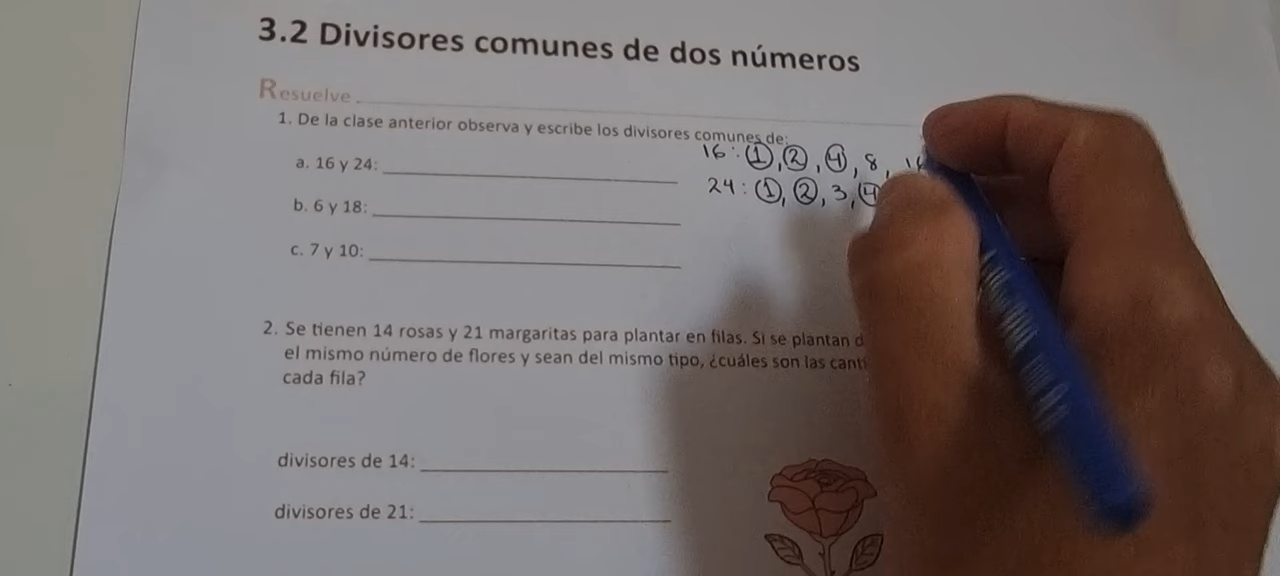 3.2 Divisores comunes de dos números
Resuelve
1. De la clase anterior observa y escribe los divisores comunes de:
16: 1, 2, 4, 8,
a. 16 y 24:
24: 1, 2, 3, 4
b. 6 y 18:
c. 7 y 10:
2. Se tienen 14 rosas y 21 margaritas para plantar en filas. Si se plantan
el mismo número de flores y sean del mismo tipo, ¿cuáles son las
cada fila?
divisores de 14:
divisores de 21: